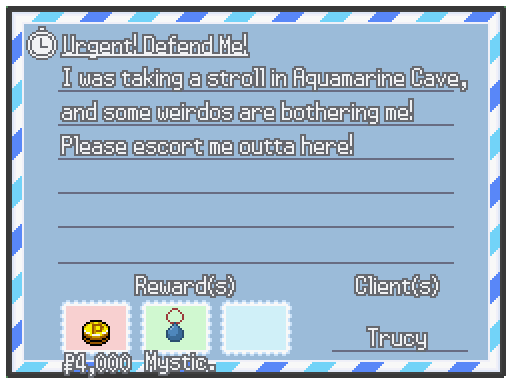 Urgent! Defend Me!
I was taking a stroll in Aquamarine Cave,
and some weirdos are bothering me!
Please escort me outta here!
Reward(s)
Client(s)
P
₽4,000
Mystic.
Trucy